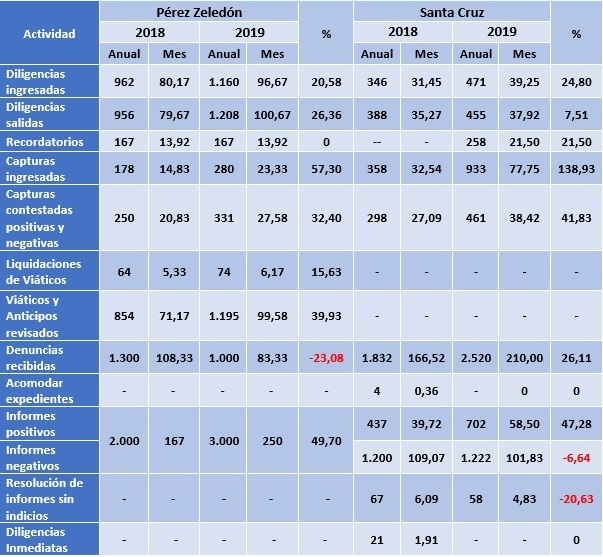 Actividad Pérez Zeledón % Santa Cruz %
2018 2019 2018 2019
Anual Mes Anual Mes Anual Mes Anual Mes
Diligencias
ingresadas 962 80,17 1.160 96,67 20,58 346 31,45 471 39,25 24,80
Diligencias
salidas 956 79,67 1.208 100,67 26,36 388 35,27 455 37,92 7,51
Recordatorios 167 13,92 167 13,92 0 -- - 258 21,50 21,50
Capturas
ingresadas 178 14,83 280 23,33 57,30 358 32,54 933 77,75 138,93
Capturas
contestadas
positivas y
negativas 250 20,83 331 27,58 32,40 298 27,09 461 38,42 41,83
Liquidaciones
de Viáticos 64 5,33 74 6,17 15,63 - - - - -
Viáticos y
Anticipos
revisados 854 71,17 1.195 99,58 39,93 - - - - -
Denuncias
recibidas 1.300 108,33 1.000 83,33 -23,08 1.832 166,52 2.520 210,00 26,11
Acomodar
expedientes - - - - - 4 0,36 - 0 0
Informes
positivos 2.000 167 3.000 250 49,70 437 39,72 702 58,50 47,28
Informes
negativos 1.200 109,07 1.222 101,83 -6,64
Resolución de
informes sin
indicios - - - - - 67 6,09 58 4,83 -20,63
Diligencias
Inmediatas - - - - - 21 1,91 - - 0